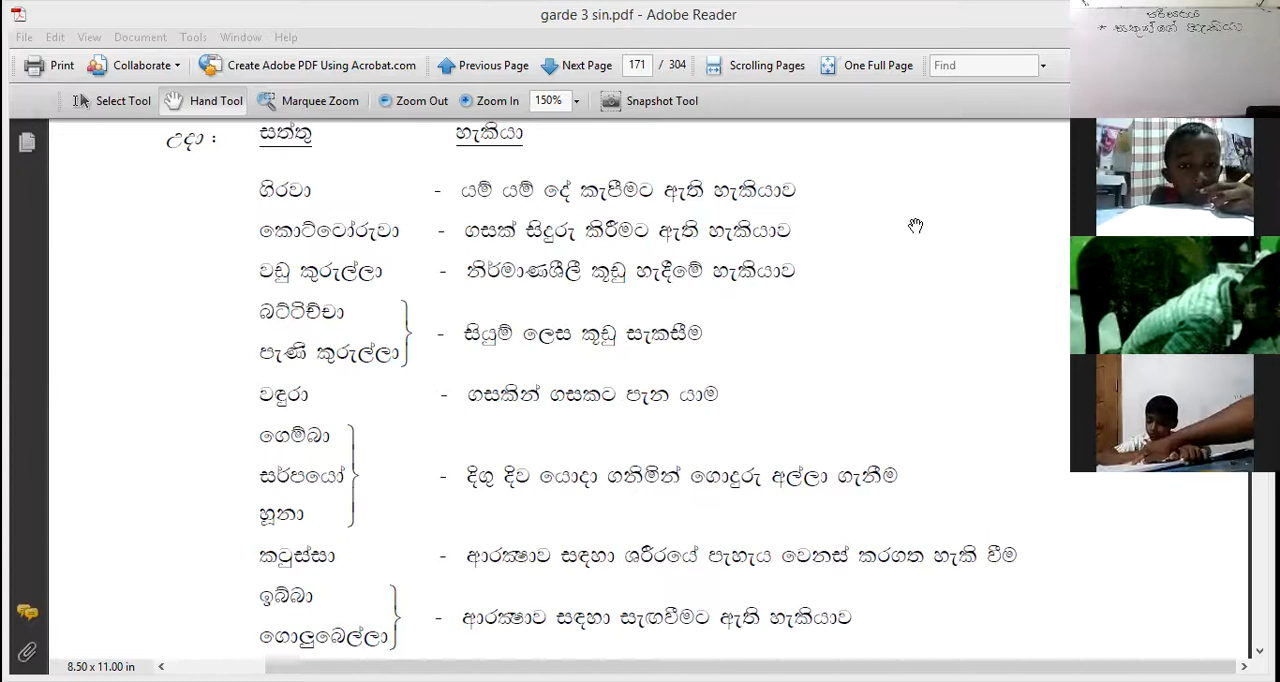 garde 3 sin.pdf - Adobe Reader
File Edit View Document Tools Window Help
Print Collaborate Create Adobe PDF Using Acrobat.com Previous Page Next Page 171 / 304 Scrolling Pages One Full Page Find
Select Tool Hand Tool Marquee Zoom Zoom Out Zoom In 150% Snapshot Tool
පරිසරය
* සතුන්ගේ හැකියා
උදා : සත්තු හැකියා
ගිරවා - යම් යම් දේ කැපීමට ඇති හැකියාව
කොට්ටෝරුවා - ගසක් සිදුරු කිරීමට ඇති හැකියාව
වඩු කුරුල්ලා - නිර්මාණශීලී කූඩු හැදීමේ හැකියාව
බට්ටිච්චා
පැණි කුරුල්ලා - සියුම් ලෙස කූඩු සැකසීම
වඳුරා - ගසකින් ගසකට පැන යාම
ගෙම්බා
සර්පයෝ - දිගු දිව යොදා ගනිමින් ගොදුරු අල්ලා ගැනීම
හූනා
කටුස්සා - ආරක්‍ෂාව සඳහා ශරීරයේ පැහැය වෙනස් කරගත හැකි වීම
ඉබ්බා
ගොලුබෙල්ලා - ආරක්‍ෂාව සඳහා සැඟවීමට ඇති හැකියාව
8.50 x 11.00 in